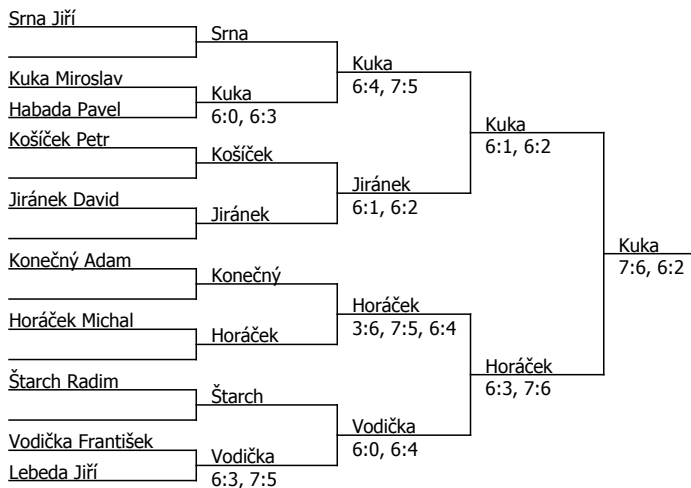 Srna Jiří
Srna
Kuka
6:4, 7:5
Kuka Miroslav
Kuka
Habada Pavel
6:0, 6:3
Kuka
6:1, 6:2
Košíček Petr
Košíček
Jiránek
6:1, 6:2
Jiránek David
Jiránek
Kuka
7:6, 6:2
Konečný Adam
Konečný
Horáček
3:6, 7:5, 6:4
Horáček Michal
Horáček
Horáček
6:3, 7:6
Štarch Radim
Štarch
Vodička
6:0, 6:4
Vodička František
Vodička
Lebeda Jiří
6:3, 7:5